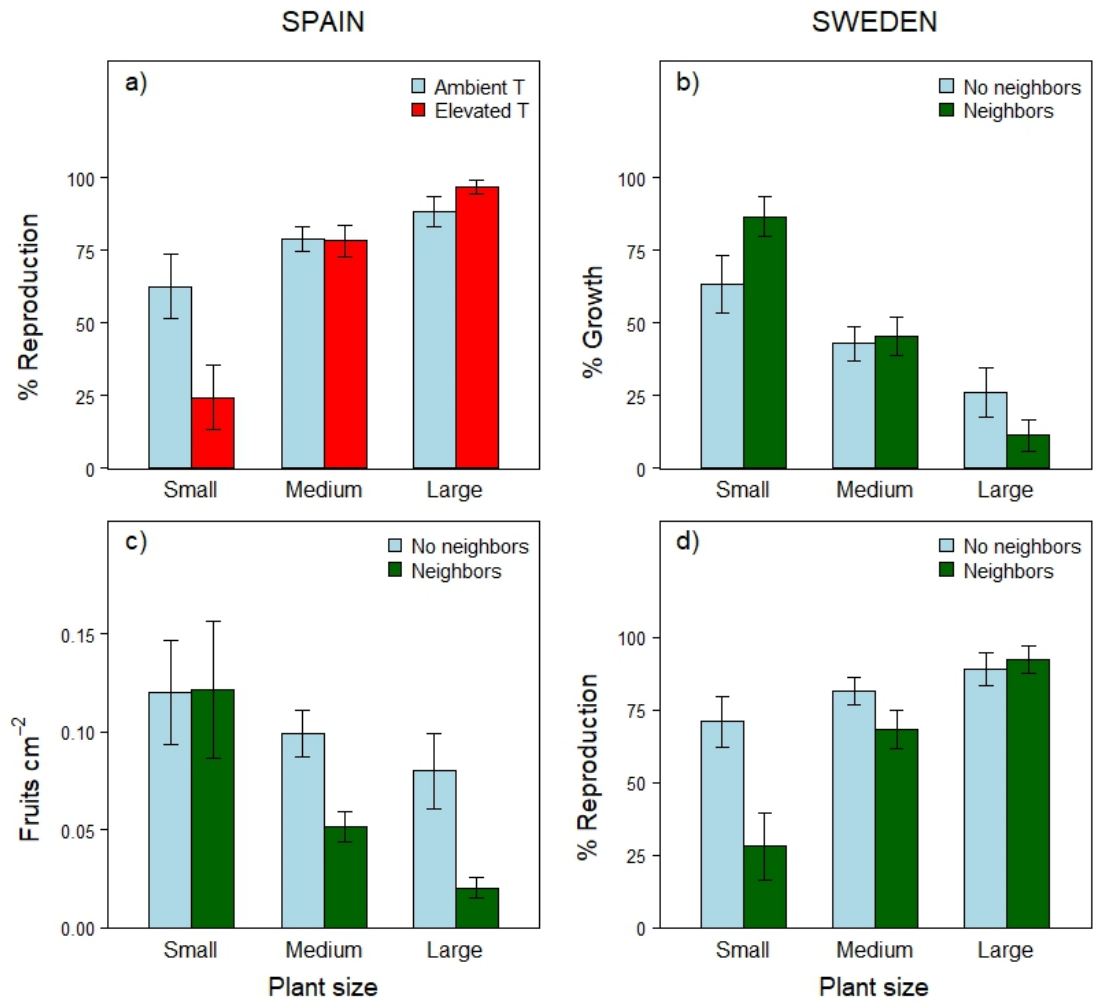 SPAIN
SWEDEN
a)
Ambient T
Elevated T
% Reproduction
100
75
50
25
0
Small Medium Large
b)
No neighbors
Neighbors
% Growth
100
75
50
25
0
Small Medium Large
c)
No neighbors
Neighbors
Fruits cm⁻²
0.15
0.10
0.05
0.00
Small Medium Large
Plant size
d)
No neighbors
Neighbors
% Reproduction
100
75
50
25
0
Small Medium Large
Plant size